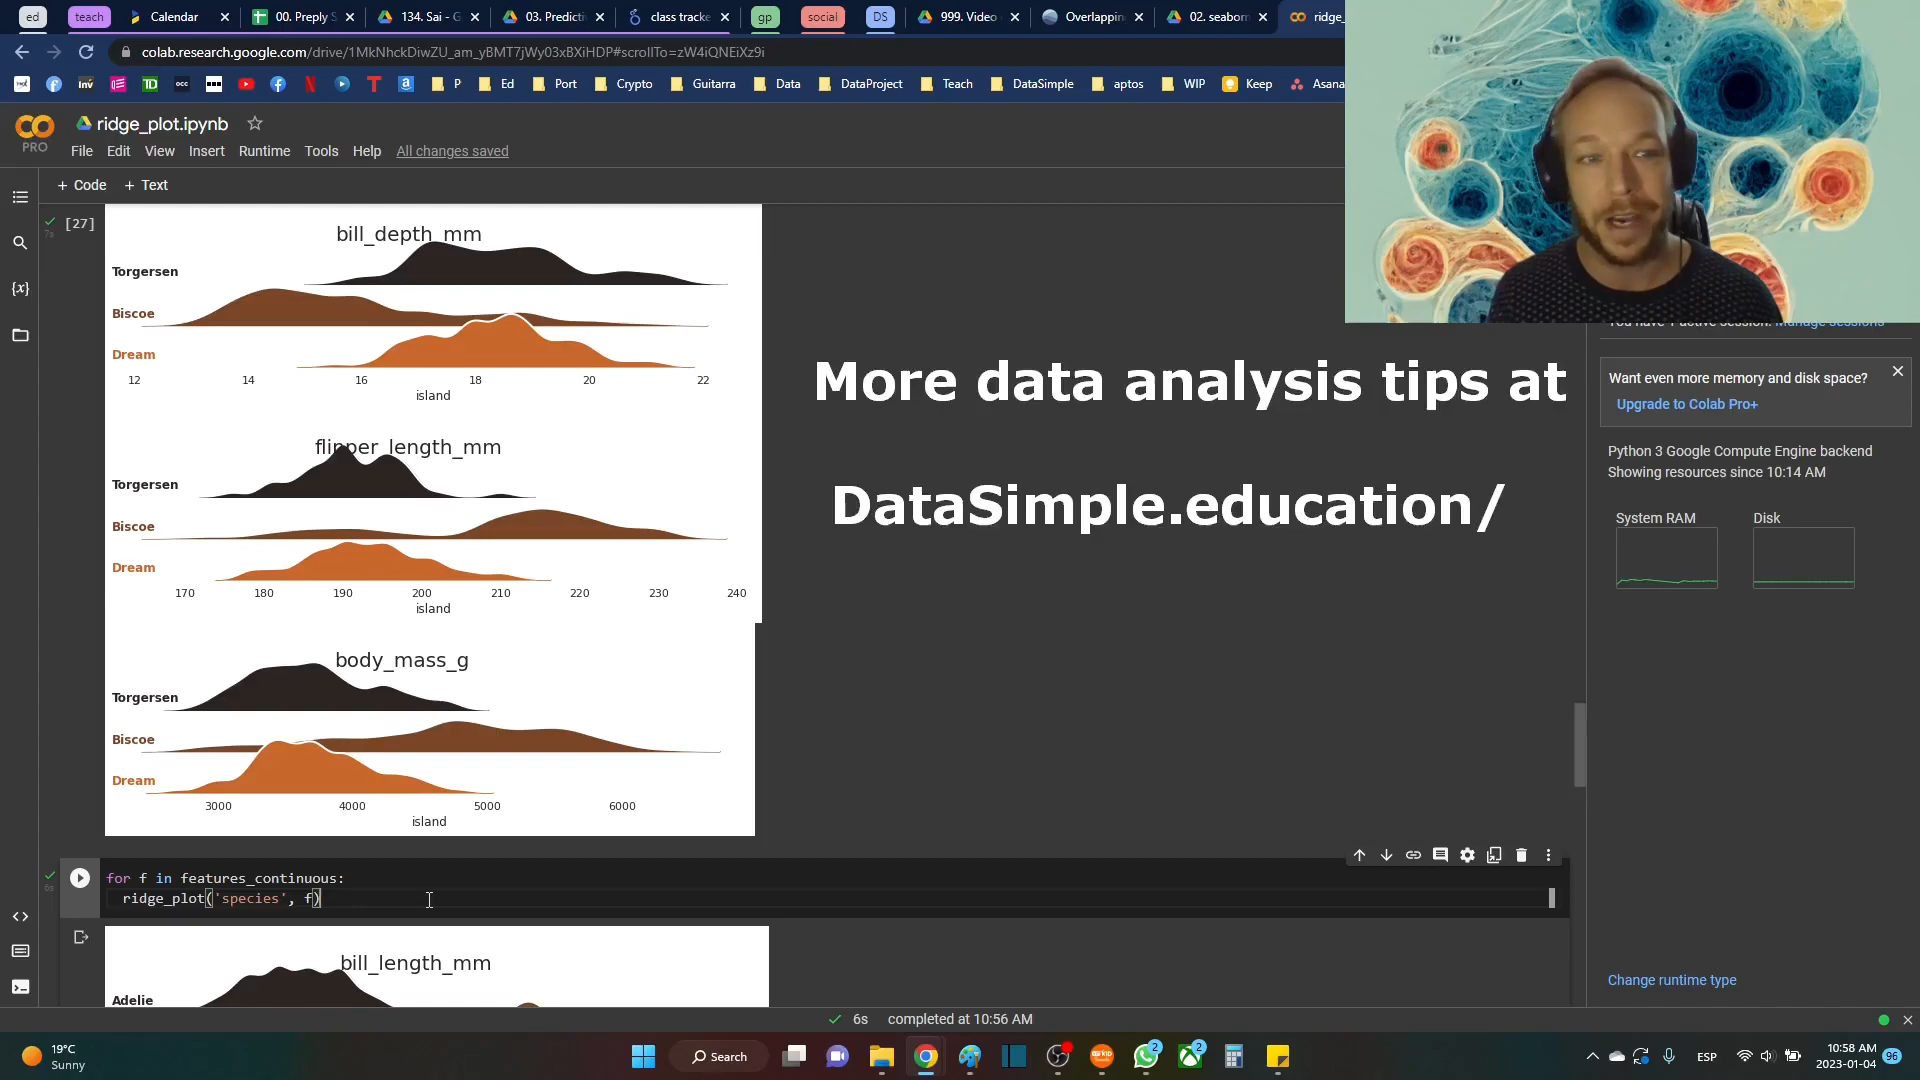 ed
teach
Calendar
00. Preply S
134. Sai - G
03. Predicti
class tracke
gp
social
DS
999. Video
Overlappin
02. seaborn
ridge_
colab.research.google.com/drive/1MkNhckDiwZU_am_yBMT7jWy03xBXiHDP#scrollTo=zW4iQNEiXz9i
P
Ed
Port
Crypto
Guitarra
Data
DataProject
Teach
DataSimple
aptos
WIP
Keep
Asana
PRO
ridge_plot.ipynb
File Edit View Insert Runtime Tools Help All changes saved
+ Code + Text
[27]
7s
bill_depth_mm
Torgersen
Biscoe
Dream
12 14 16 18 20 22
island
flipper_length_mm
Torgersen
Biscoe
Dream
170 180 190 200 210 220 230 240
island
body_mass_g
Torgersen
Biscoe
Dream
3000 4000 5000 6000
island
More data analysis tips at
DataSimple.education/
Want even more memory and disk space?
Upgrade to Colab Pro+
Python 3 Google Compute Engine backend
Showing resources since 10:14 AM
System RAM Disk
Change runtime type
6s
for f in features_continuous:
ridge_plot('species', f)
bill_length_mm
Adelie
6s completed at 10:56 AM
19°C
Sunny
Search
2
2
ESP
10:58 AM
2023-01-04
96